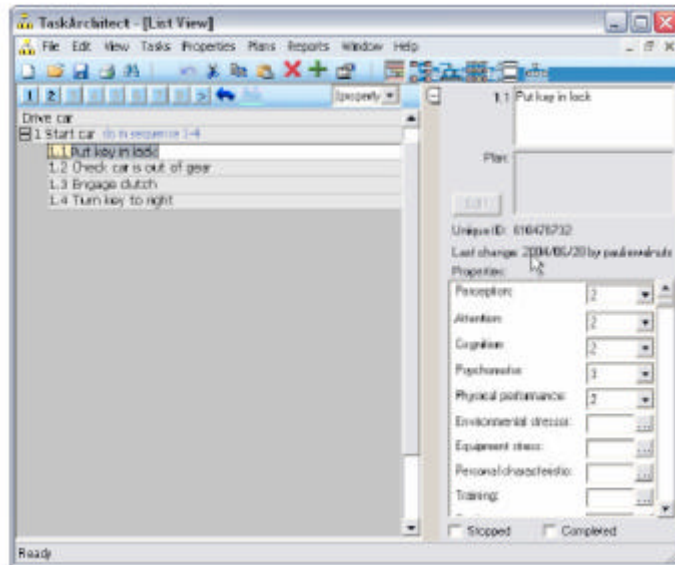 TaskArchitect - [List View]
File Edit View Tasks Properties Plans Reports Window Help
1 2 >
property
Drive car
1 Start car do in sequence 1-4
1.1 Put key in lock
1.2 Check car is out of gear
1.3 Engage clutch
1.4 Turn key to right
1.1 Put key in lock
Plan:
Edit
Unique ID:
Last change: 2004/06/20 by
Properties:
Perception: 2
Attention: 2
Cognition: 2
Psychomotor
Physical performance: 2
Environmental stressor:
Equipment stress:
Personal characteristic:
Training:
Stopped Completed
Ready